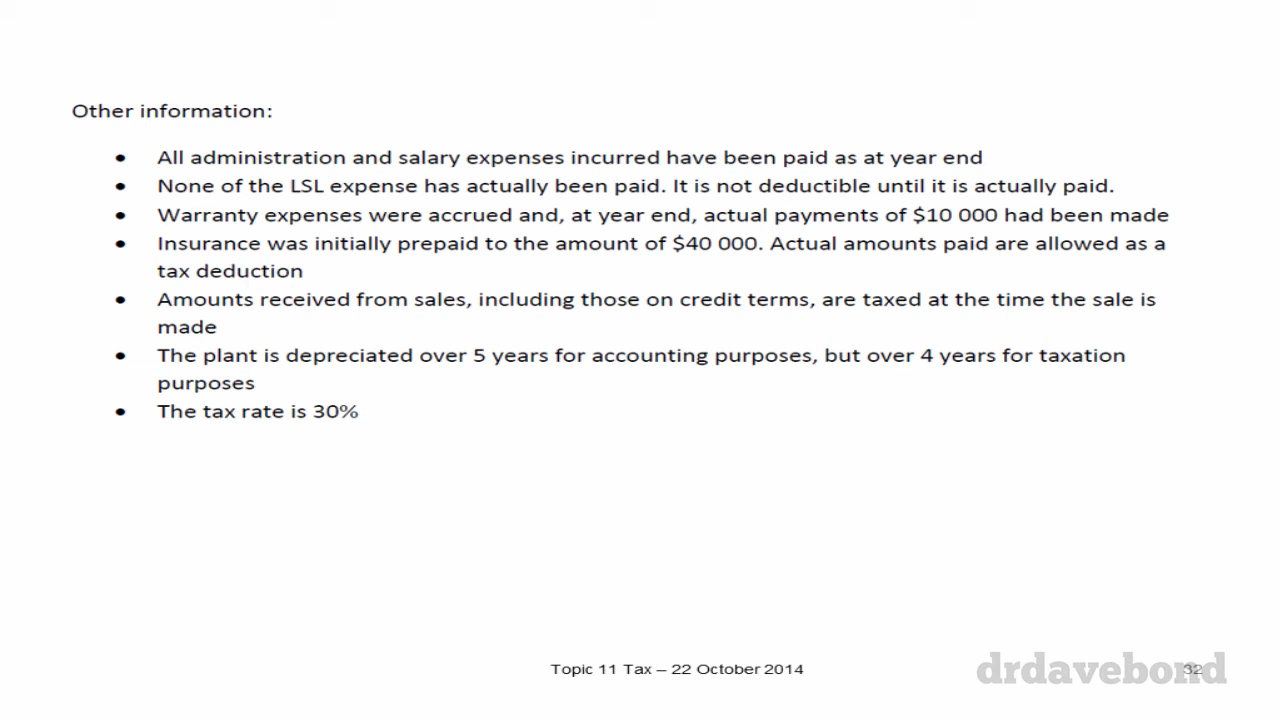 Other information:
• All administration and salary expenses incurred have been paid as at year end
• None of the LSL expense has actually been paid. It is not deductible until it is actually paid.
• Warranty expenses were accrued and, at year end, actual payments of $10 000 had been made
• Insurance was initially prepaid to the amount of $40 000. Actual amounts paid are allowed as a
tax deduction
• Amounts received from sales, including those on credit terms, are taxed at the time the sale is
made
• The plant is depreciated over 5 years for accounting purposes, but over 4 years for taxation
purposes
• The tax rate is 30%
Topic 11 Tax – 22 October 2014
drdavebond
32